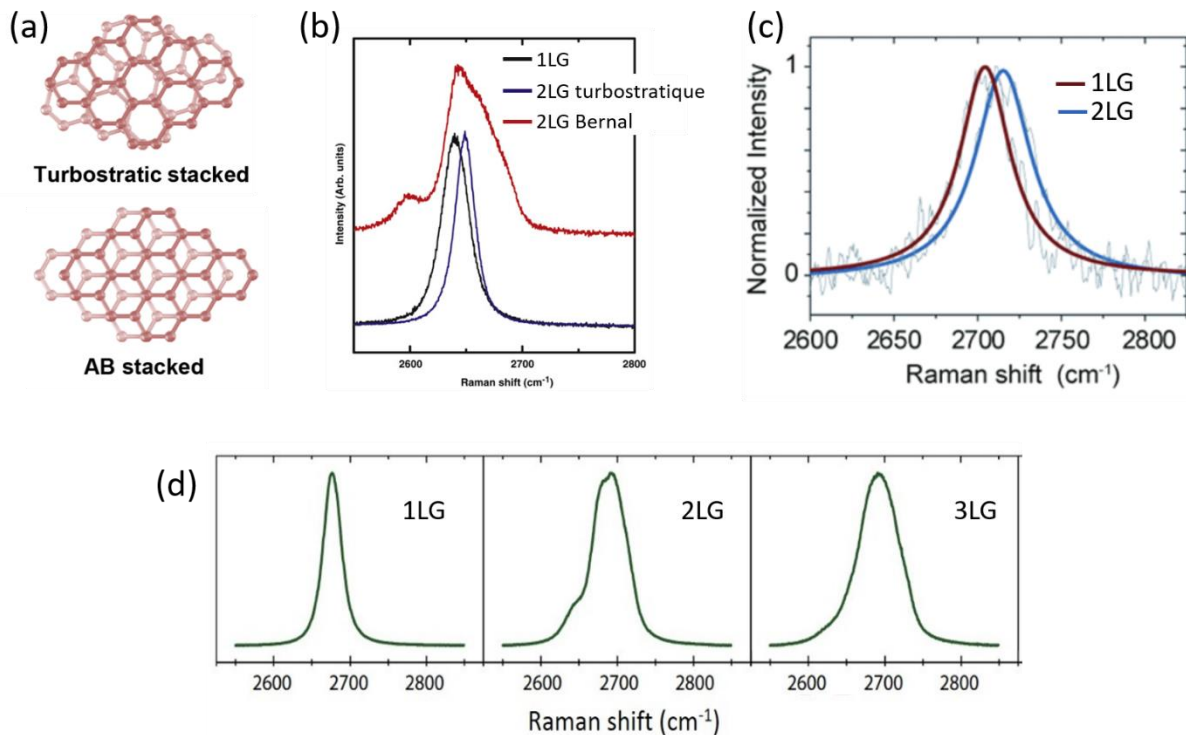 (a)
Turbostratic stacked
AB stacked
(b)
1LG
2LG turbostratique
2LG Bernal
Intensity (Arb. units)
2600 2700 2800
Raman shift (cm⁻¹)
(c)
1LG
2LG
Normalized Intensity
1
0
2600 2650 2700 2750 2800
Raman shift (cm⁻¹)
(d)
1LG
2LG
3LG
2600 2700 2800 2600 2700 2800 2600 2700 2800
Raman shift (cm⁻¹)